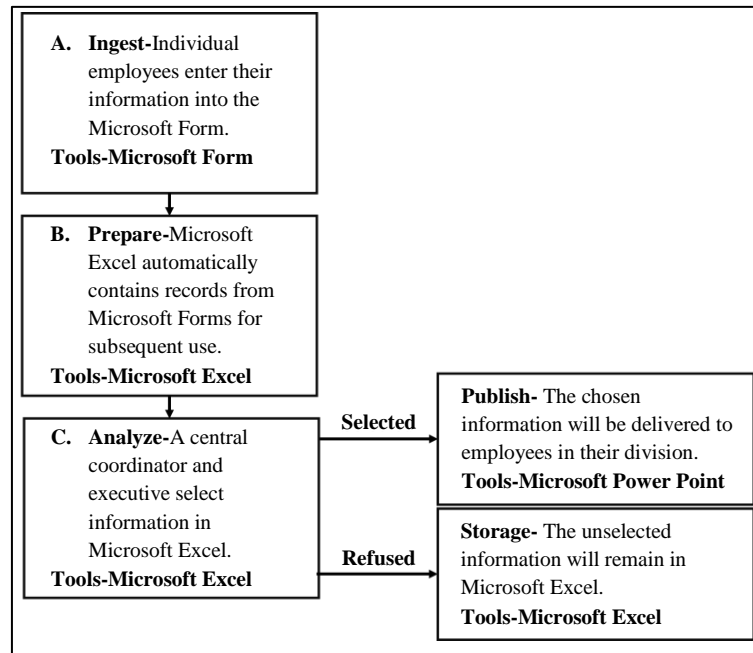 A. Ingest-Individual
employees enter their
information into the
Microsoft Form.
Tools-Microsoft Form
B. Prepare-Microsoft
Excel automatically
contains records from
Microsoft Forms for
subsequent use.
Tools-Microsoft Excel
C. Analyze-A central
coordinator and
executive select
information in
Microsoft Excel.
Tools-Microsoft Excel
Selected
Publish- The chosen
information will be delivered to
employees in their division.
Tools-Microsoft Power Point
Refused
Storage- The unselected
information will remain in
Microsoft Excel.
Tools-Microsoft Excel